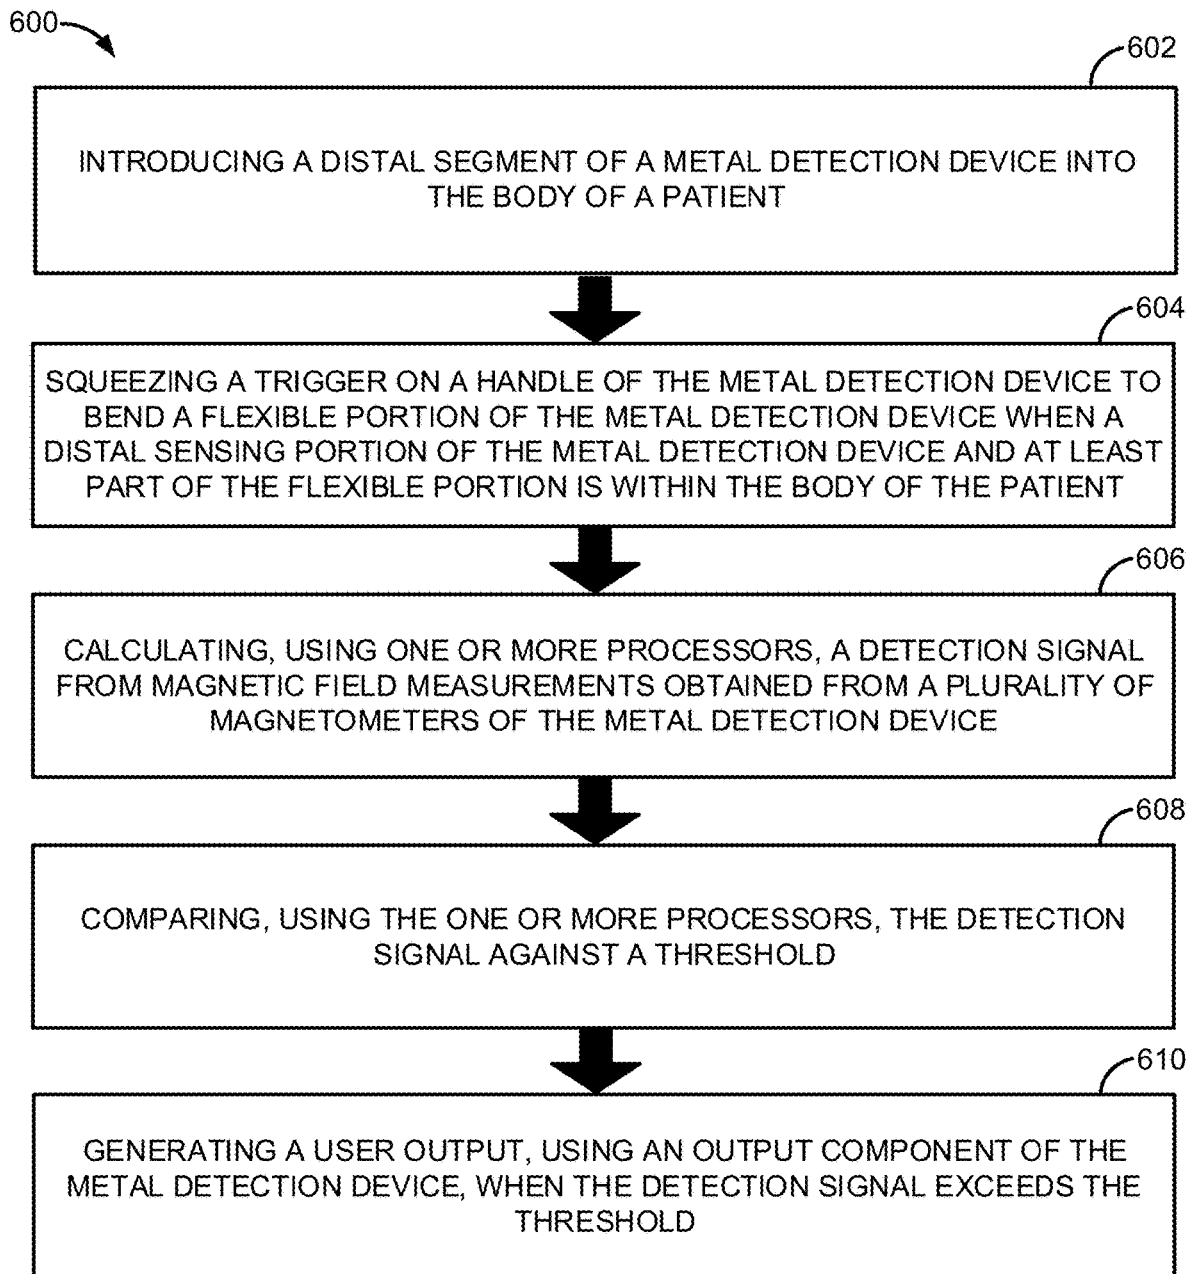 600
602
INTRODUCING A DISTAL SEGMENT OF A METAL DETECTION DEVICE INTO
THE BODY OF A PATIENT
604
SQUEEZING A TRIGGER ON A HANDLE OF THE METAL DETECTION DEVICE TO
BEND A FLEXIBLE PORTION OF THE METAL DETECTION DEVICE WHEN A
DISTAL SENSING PORTION OF THE METAL DETECTION DEVICE AND AT LEAST
PART OF THE FLEXIBLE PORTION IS WITHIN THE BODY OF THE PATIENT
606
CALCULATING, USING ONE OR MORE PROCESSORS, A DETECTION SIGNAL
FROM MAGNETIC FIELD MEASUREMENTS OBTAINED FROM A PLURALITY OF
MAGNETOMETERS OF THE METAL DETECTION DEVICE
608
COMPARING, USING THE ONE OR MORE PROCESSORS, THE DETECTION
SIGNAL AGAINST A THRESHOLD
610
GENERATING A USER OUTPUT, USING AN OUTPUT COMPONENT OF THE
METAL DETECTION DEVICE, WHEN THE DETECTION SIGNAL EXCEEDS THE
THRESHOLD